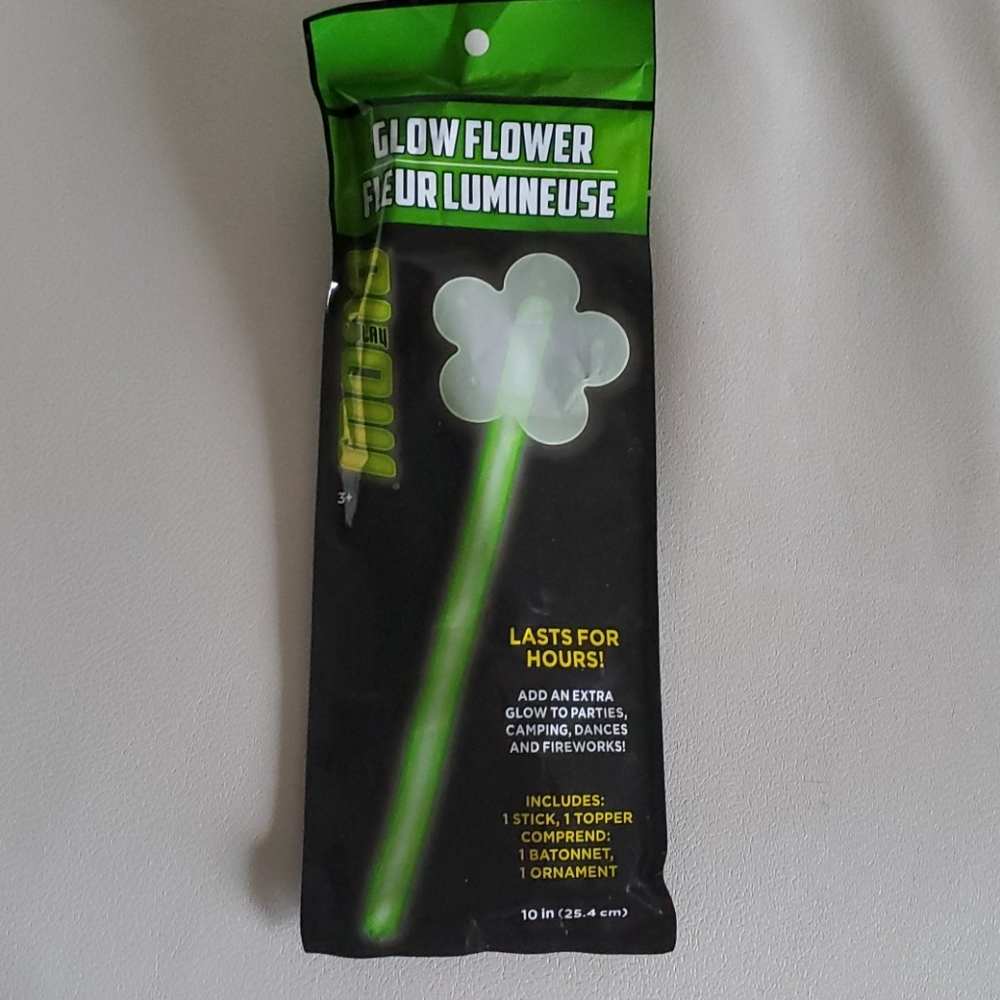 GLOW FLOWER
FLEUR LUMINEUSE
3+
LASTS FOR
HOURS!
ADD AN EXTRA
GLOW TO PARTIES,
CAMPING, DANCES
AND FIREWORKS!
INCLUDES:
1 STICK, 1 TOPPER
COMPREND:
1 BATONNET,
1 ORNAMENT
10 in (25.4 cm)